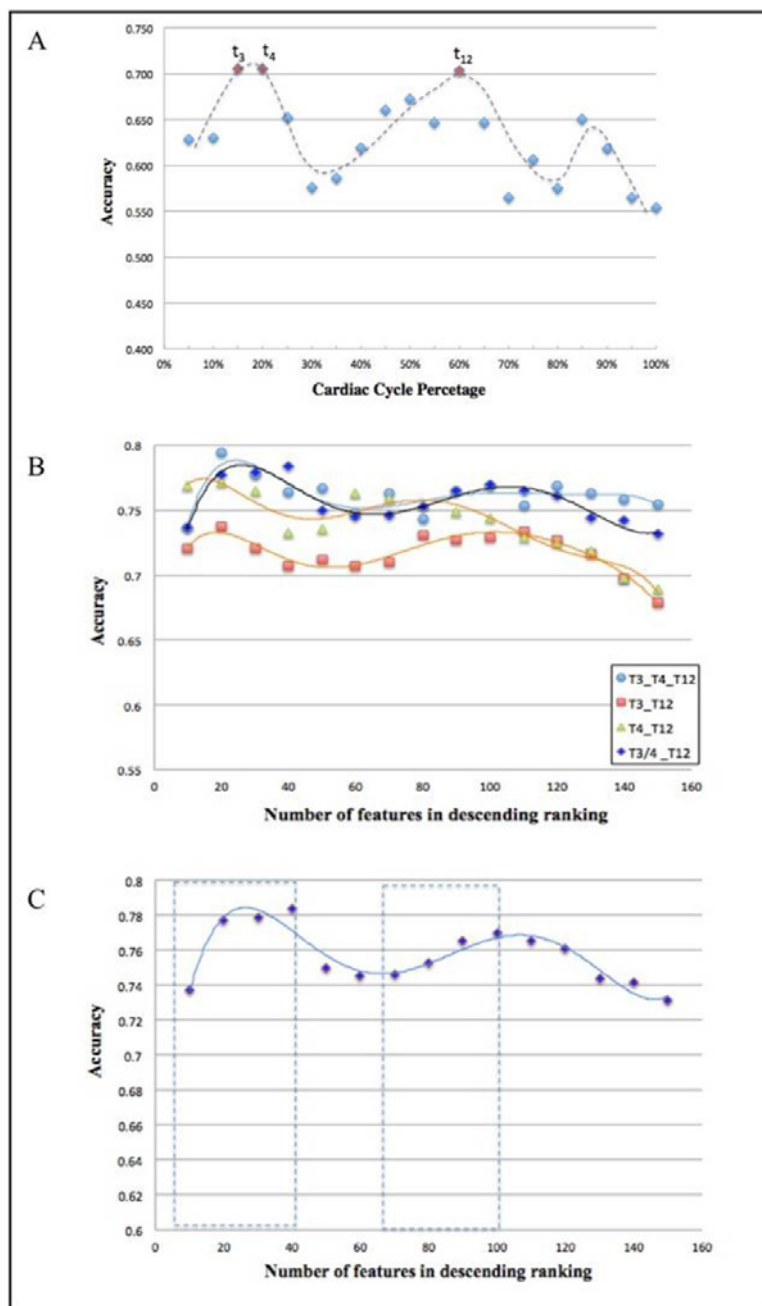 A
t3 t4 t12
0.750
0.700
0.650
0.600
0.550
0.500
0.450
0.400
Accuracy
0% 10% 20% 30% 40% 50% 60% 70% 80% 90% 100%
Cardiac Cycle Percetage
B
0.8
0.75
0.7
0.65
0.6
0.55
Accuracy
T3_T4_T12
T3_T12
T4_T12
T3/4 _T12
0 20 40 60 80 100 120 140 160
Number of features in descending ranking
C
0.8
0.78
0.76
0.74
0.72
0.7
0.68
0.66
0.64
0.62
0.6
Accuracy
0 20 40 60 80 100 120 140 160
Number of features in descending ranking